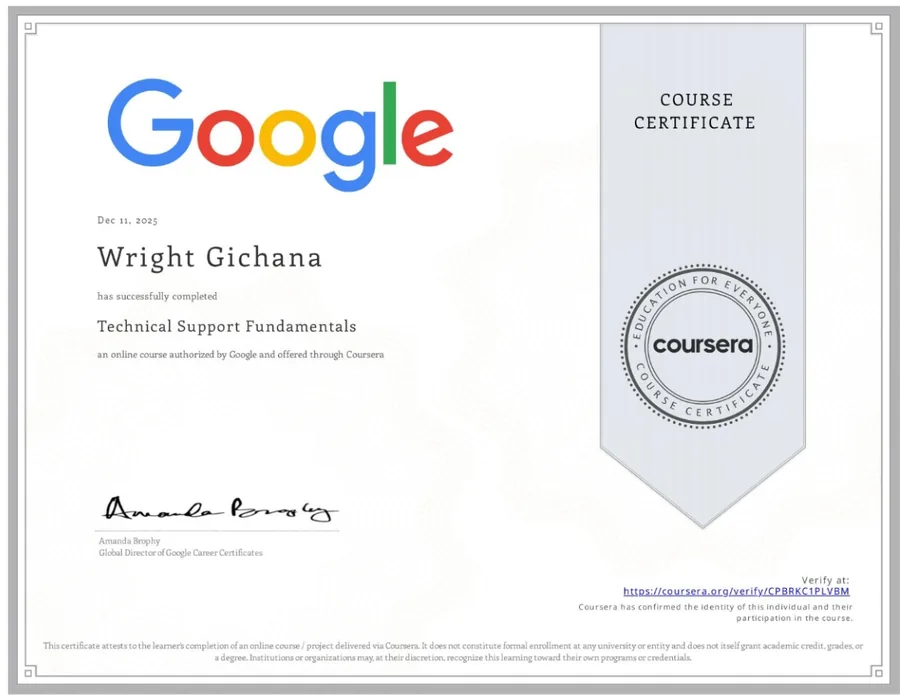 Google
COURSE
CERTIFICATE
Dec 11, 2025
Wright Gichana
has successfully completed
Technical Support Fundamentals
an online course authorized by Google and offered through Coursera
EDUCATION FOR EVERYONE
coursera
COURSE CERTIFICATE
Amanda Brophy
Amanda Brophy
Global Director of Google Career Certificates
Verify at:
https://coursera.org/verify/CPBRKC1PLVBM
Coursera has confirmed the identity of this individual and their
participation in the course.
This certificate attests to the learner's completion of an online course / project delivered via Coursera. It does not constitute formal enrollment at any university or entity and does not itself grant academic credit, grades, or
a degree. Institutions or organizations may, at their discretion, recognize this learning toward their own programs or credentials.